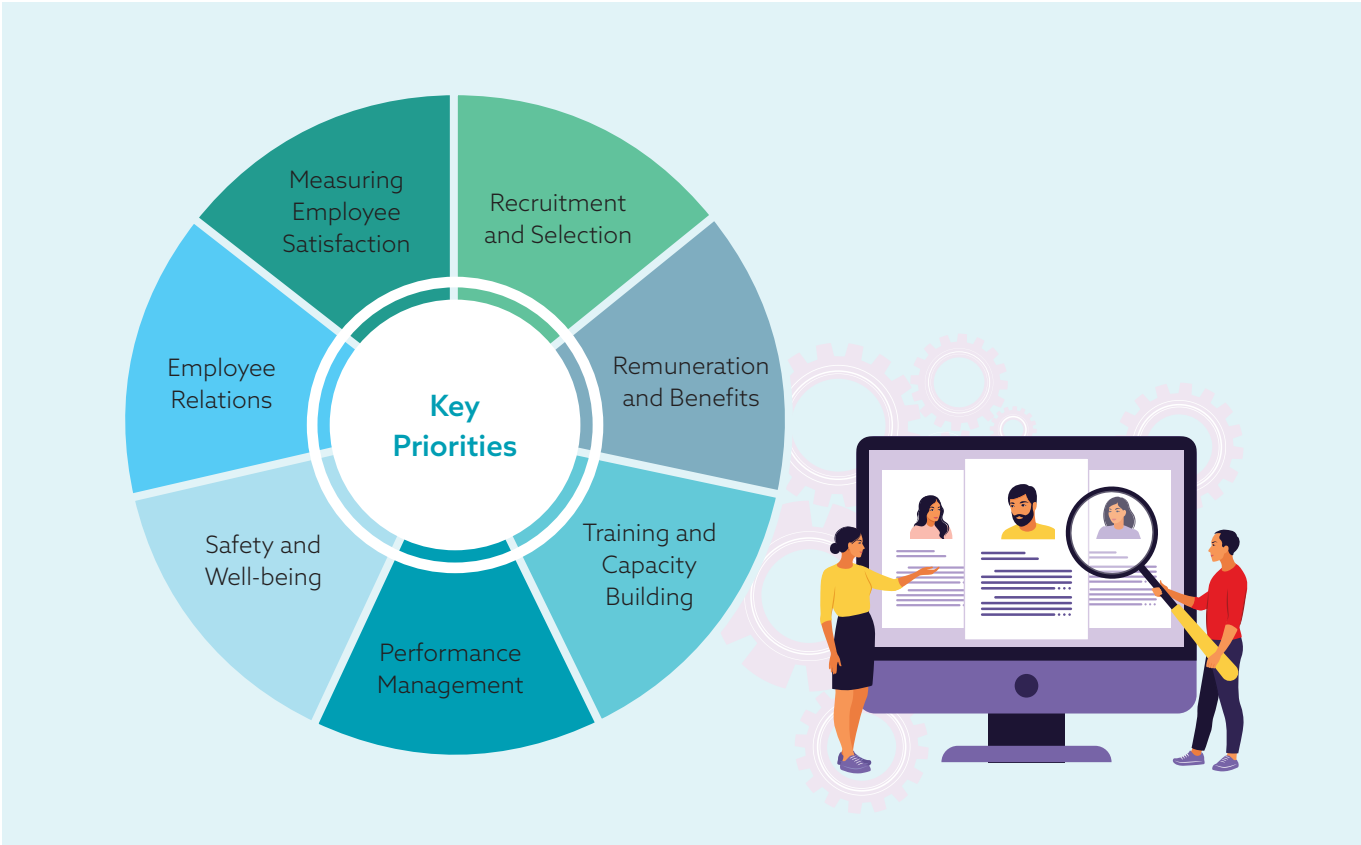 Measuring
Employee
Satisfaction
Recruitment
and Selection
Employee
Relations
Key
Priorities
Remuneration
and Benefits
Safety and
Well-being
Training and
Capacity
Building
Performance
Management